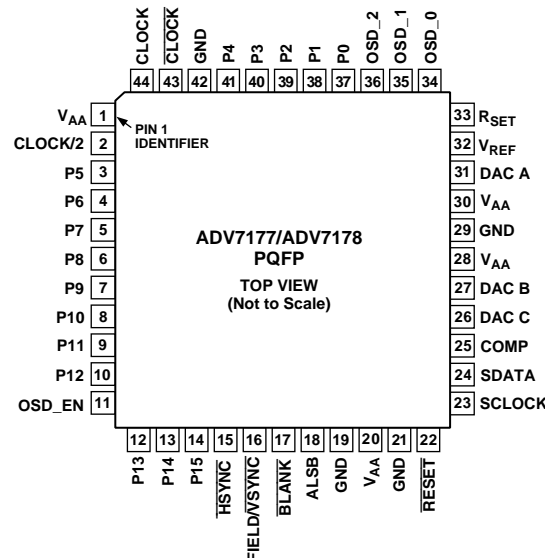 CLOCK
CLOCK
GND
P4
P3
P2
P1
P0
OSD_2
OSD_1
OSD_0
44 43 42 41 40 39 38 37 36 35 34
VAA 1
CLOCK/2 2
P5 3
P6 4
P7 5
P8 6
P9 7
P10 8
P11 9
P12 10
OSD_EN 11
PIN 1
IDENTIFIER
ADV7177/ADV7178
PQFP
TOP VIEW
(Not to Scale)
33 RSET
32 VREF
31 DAC A
30 VAA
29 GND
28 VAA
27 DAC B
26 DAC C
25 COMP
24 SDATA
23 SCLOCK
12 13 14 15 16 17 18 19 20 21 22
P13
P14
P15
HSYNC
FIELD/VSYNC
BLANK
ALSB
GND
VAA
GND
RESET